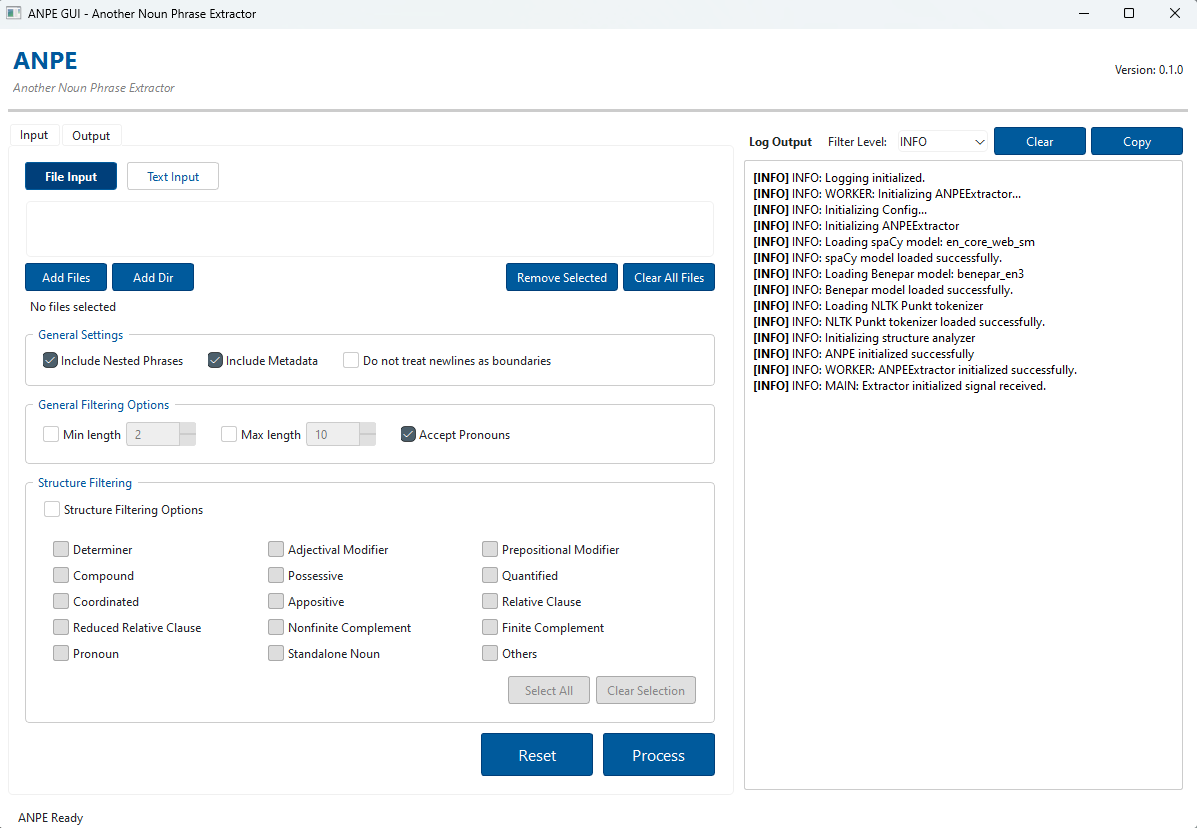 ANPE GUI - Another Noun Phrase Extractor
ANPE
Another Noun Phrase Extractor
Version: 0.1.0
Input Output
File Input Text Input
Add Files Add Dir Remove Selected Clear All Files
No files selected
General Settings
Include Nested Phrases Include Metadata Do not treat newlines as boundaries
General Filtering Options
Min length 2 Max length 10 Accept Pronouns
Structure Filtering
Structure Filtering Options
Determiner Adjectival Modifier Prepositional Modifier
Compound Possessive Quantified
Coordinated Appositive Relative Clause
Reduced Relative Clause Nonfinite Complement Finite Complement
Pronoun Standalone Noun Others
Select All Clear Selection
Reset Process
Log Output Filter Level: INFO Clear Copy
[INFO] INFO: Logging initialized.
[INFO] INFO: WORKER: Initializing ANPEExtractor...
[INFO] INFO: Initializing Config...
[INFO] INFO: Initializing ANPEExtractor
[INFO] INFO: Loading spaCy model: en_core_web_sm
[INFO] INFO: spaCy model loaded successfully.
[INFO] INFO: Loading Benepar model: benepar_en3
[INFO] INFO: Benepar model loaded successfully.
[INFO] INFO: Loading NLTK Punkt tokenizer
[INFO] INFO: NLTK Punkt tokenizer loaded successfully.
[INFO] INFO: Initializing structure analyzer
[INFO] INFO: ANPE initialized successfully
[INFO] INFO: WORKER: ANPEExtractor initialized successfully.
[INFO] INFO: MAIN: Extractor initialized signal received.
ANPE Ready